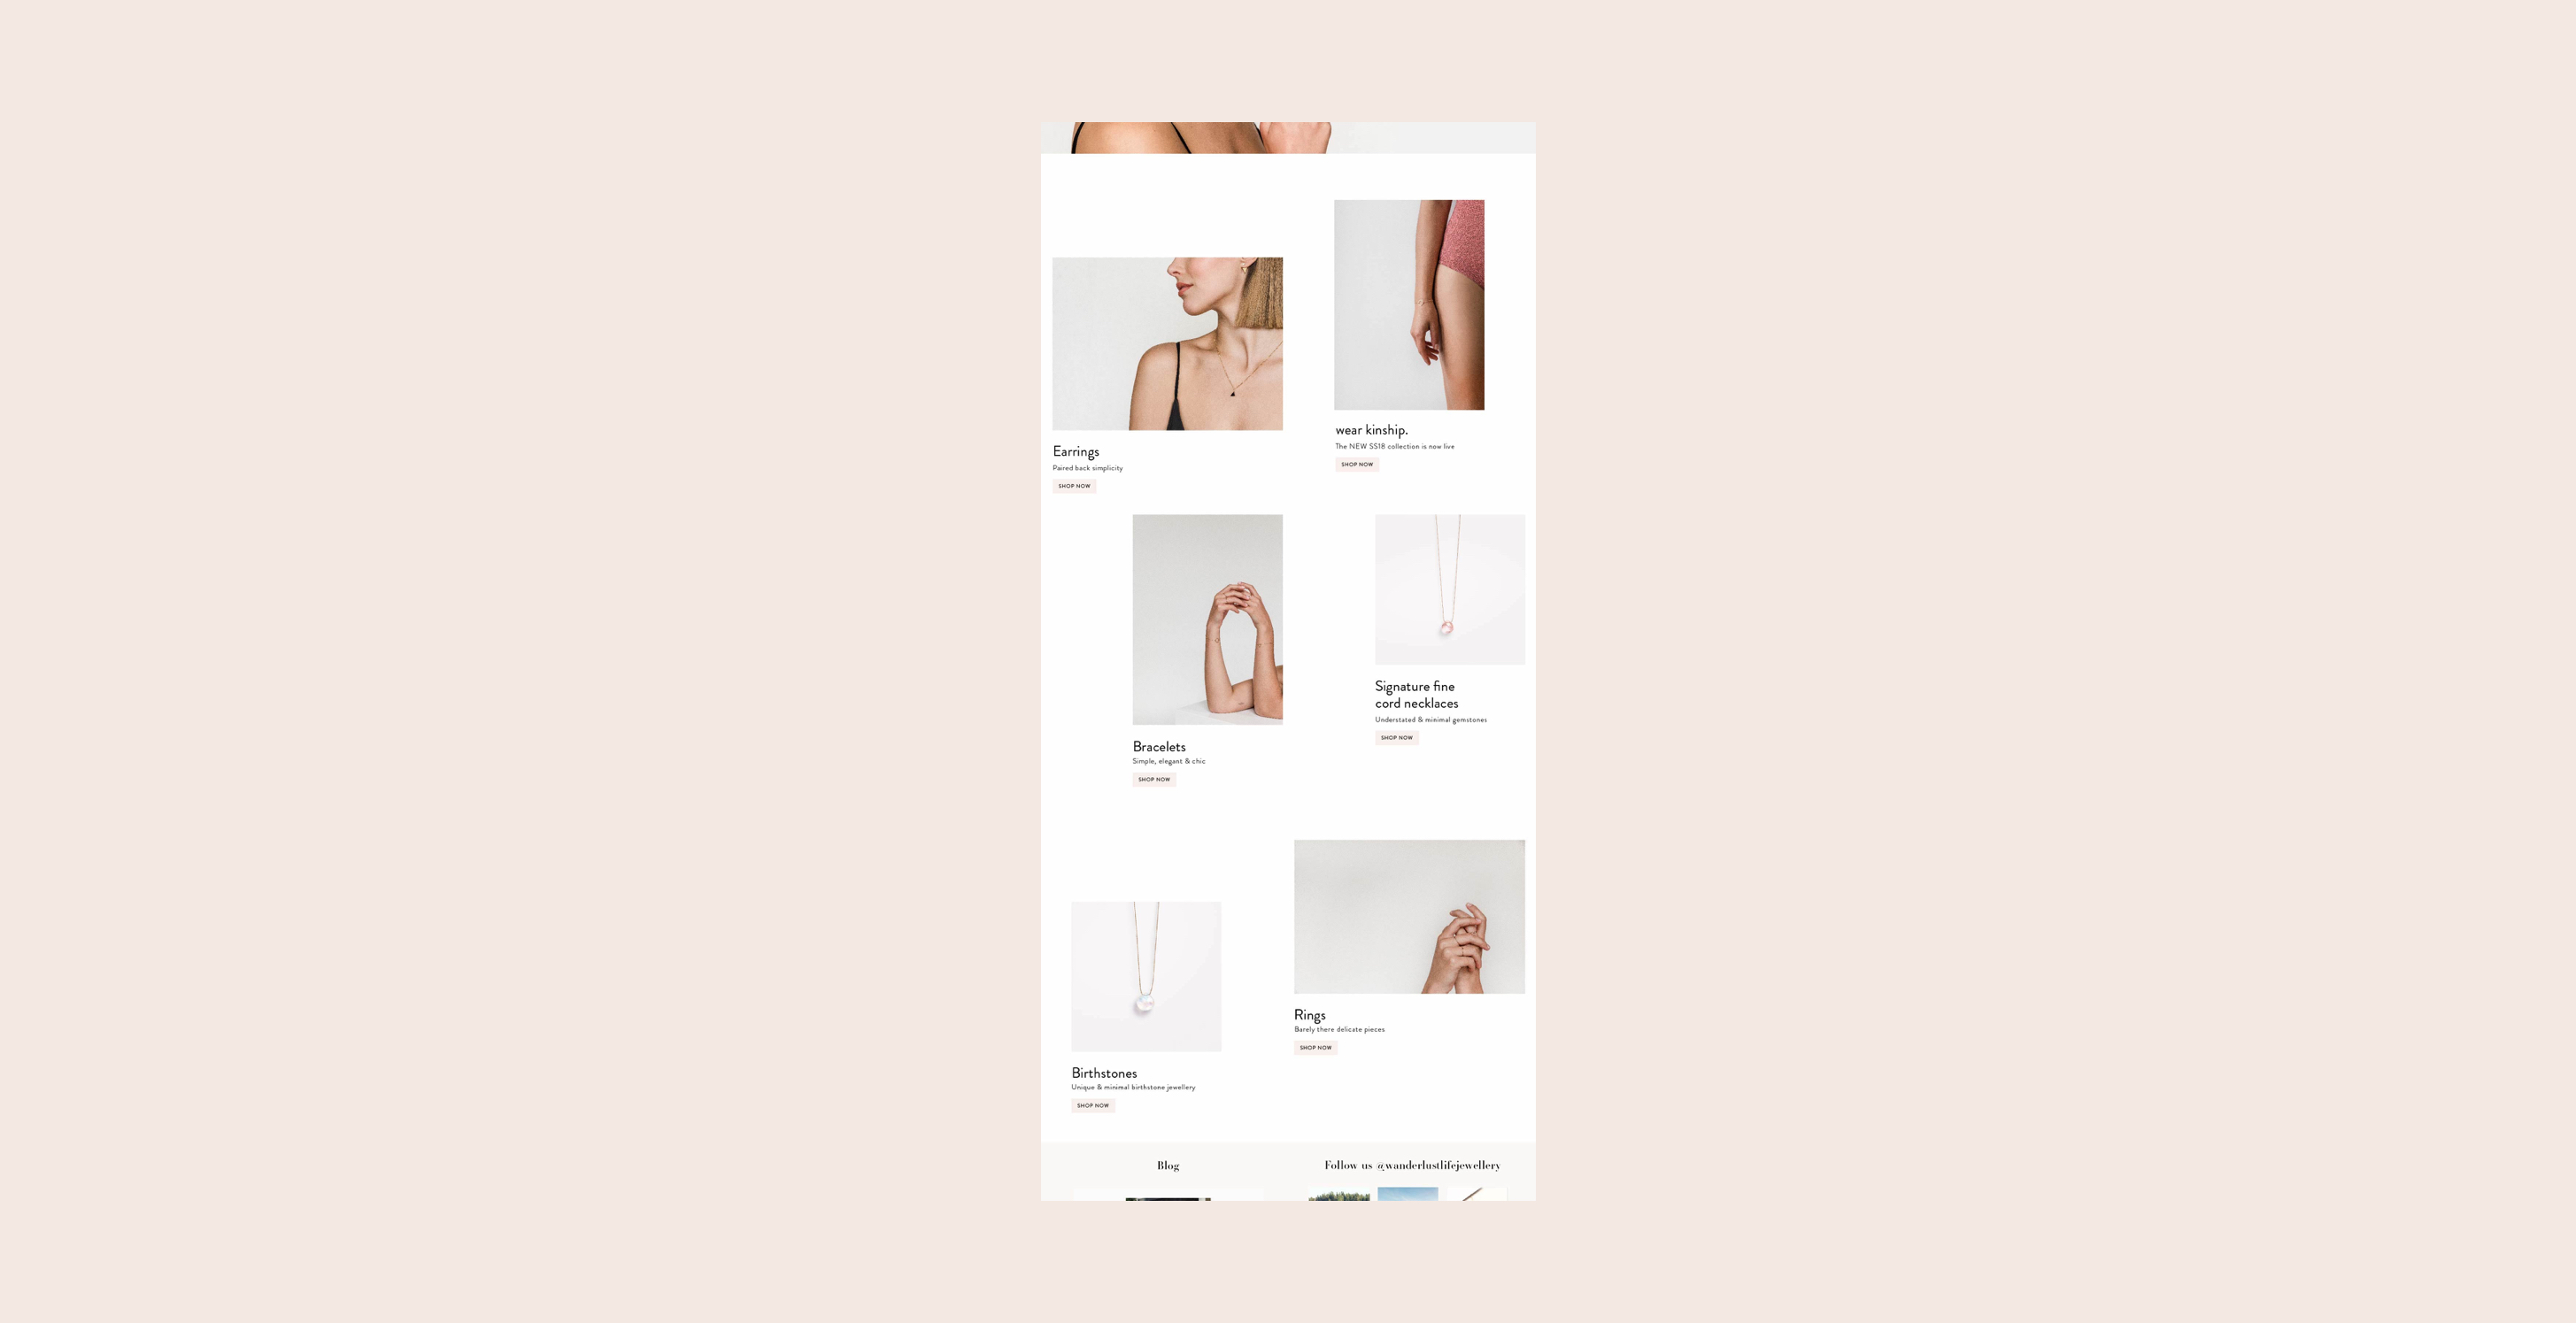 wear kinship.
The NEW SS18 collection is now live
SHOP NOW
Earrings
Paired back simplicity
SHOP NOW
Signature fine
cord necklaces
Understated & minimal gemstones
SHOP NOW
Bracelets
Simple, elegant & chic
SHOP NOW
Rings
Barely there delicate pieces
SHOP NOW
Birthstones
Unique & minimal birthstone jewellery
SHOP NOW
Blog
Follow us @wanderlustlifejewellery